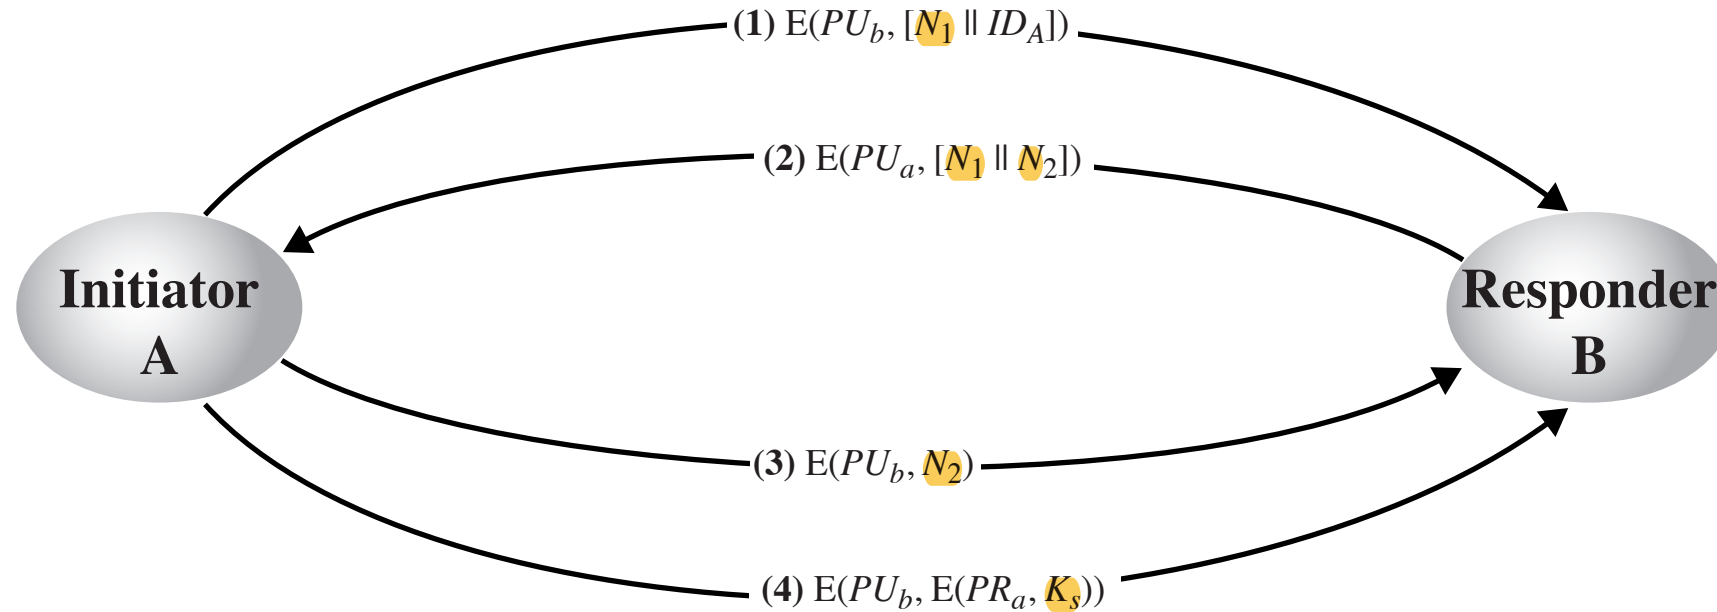 (1) E(PU_b, [N_1 || ID_A])
(2) E(PU_a, [N_1 || N_2])
Initiator
A
Responder
B
(3) E(PU_b, N_2)
(4) E(PU_b, E(PR_a, K_s))